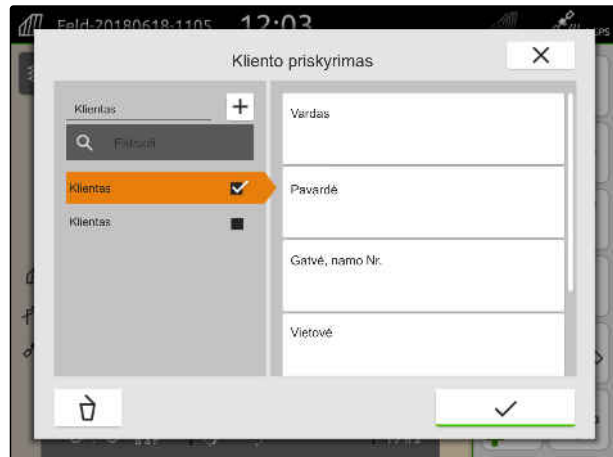 Feld-20180618-1105 12:03
Kliento priskyrimas
Klientas
Vardas
Klientas
Pavardė
Klientas
Gatvė, namo Nr.
Vietovė